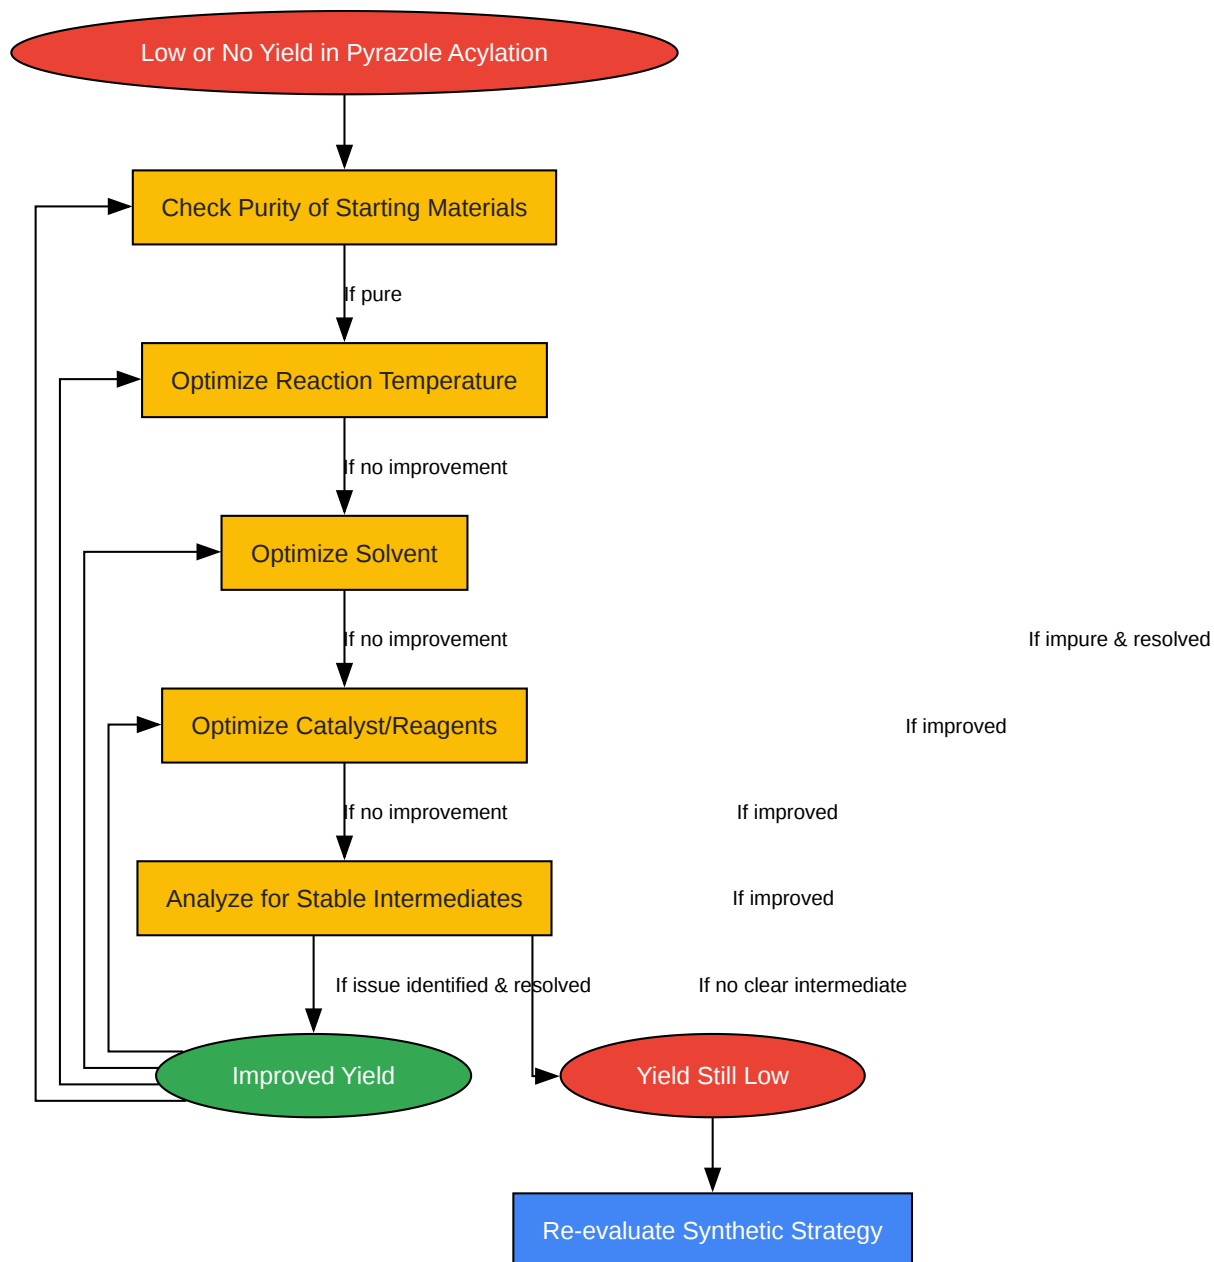 Low or No Yield in Pyrazole Acylation
Check Purity of Starting Materials
If pure
Optimize Reaction Temperature
If no improvement
Optimize Solvent
If no improvement
If impure & resolved
Optimize Catalyst/Reagents
If improved
If no improvement
If improved
Analyze for Stable Intermediates
If improved
If issue identified & resolved
If no clear intermediate
Improved Yield
Yield Still Low
Re-evaluate Synthetic Strategy